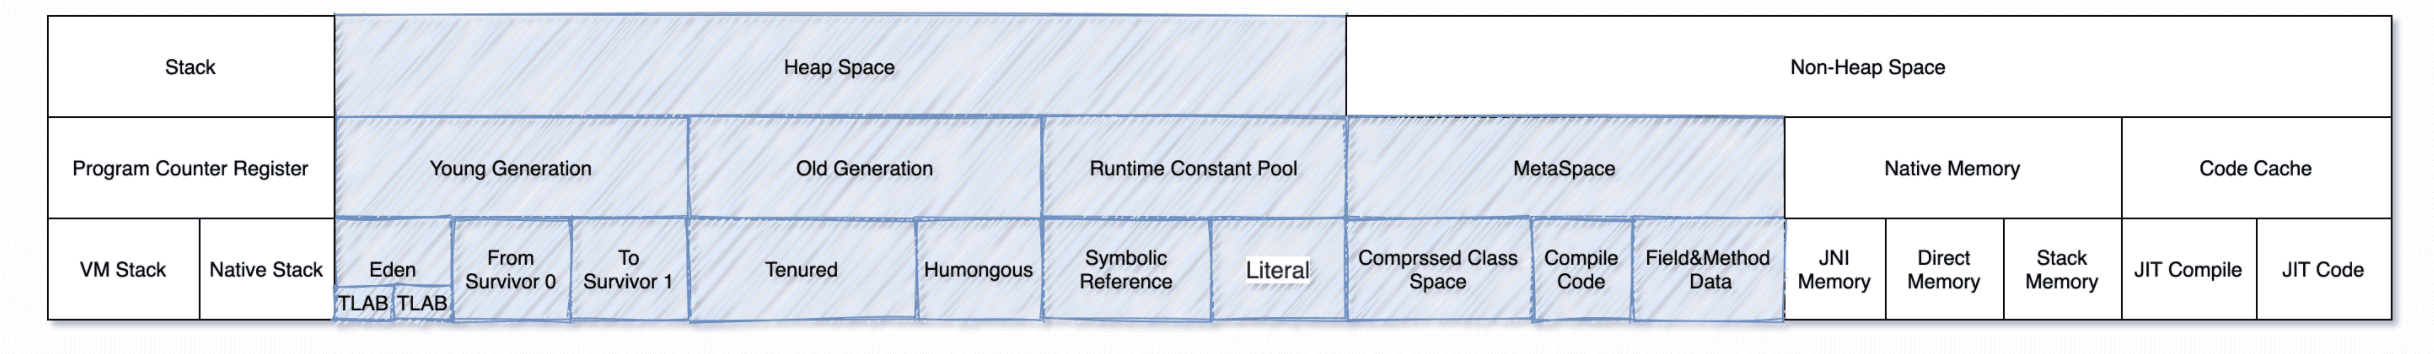 Stack
Heap Space
Non-Heap Space
Program Counter Register
Young Generation
Old Generation
Runtime Constant Pool
MetaSpace
Native Memory
Code Cache
VM Stack
Native Stack
Eden
TLAB
TLAB
From
Survivor 0
To
Survivor 1
Tenured
Humongous
Symbolic
Reference
Literal
Comprssed Class
Space
Compile
Code
Field&Method
Data
JNI
Memory
Direct
Memory
Stack
Memory
JIT Compile
JIT Code